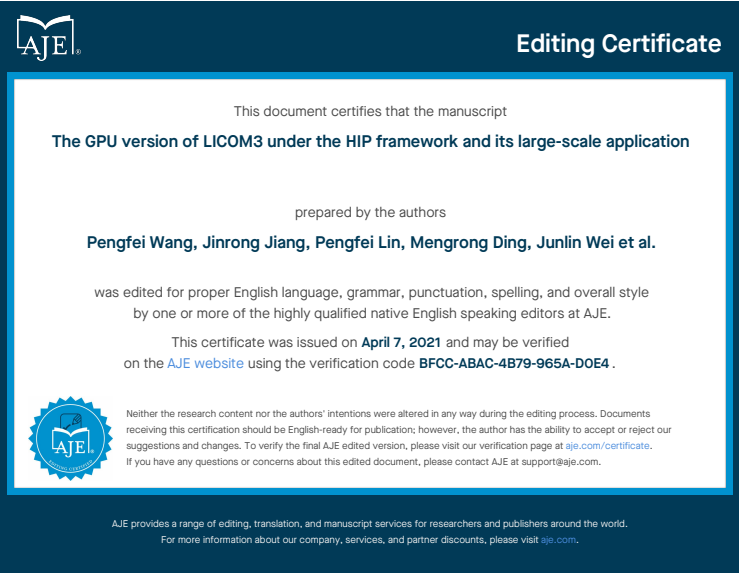 AJE®
Editing Certificate
This document certifies that the manuscript
The GPU version of LICOM3 under the HIP framework and its large-scale application
prepared by the authors
Pengfei Wang, Jinrong Jiang, Pengfei Lin, Mengrong Ding, Junlin Wei et al.
was edited for proper English language, grammar, punctuation, spelling, and overall style
by one or more of the highly qualified native English speaking editors at AJE.
This certificate was issued on April 7, 2021 and may be verified
on the AJE website using the verification code BFCC-ABAC-4B79-965A-D0E4 .
AJE
EDITING CERTIFIED
Neither the research content nor the authors' intentions were altered in any way during the editing process. Documents
receiving this certification should be English-ready for publication; however, the author has the ability to accept or reject our
suggestions and changes. To verify the final AJE edited version, please visit our verification page at aje.com/certificate.
If you have any questions or concerns about this edited document, please contact AJE at support@aje.com.
AJE provides a range of editing, translation, and manuscript services for researchers and publishers around the world.
For more information about our company, services, and partner discounts, please visit aje.com.